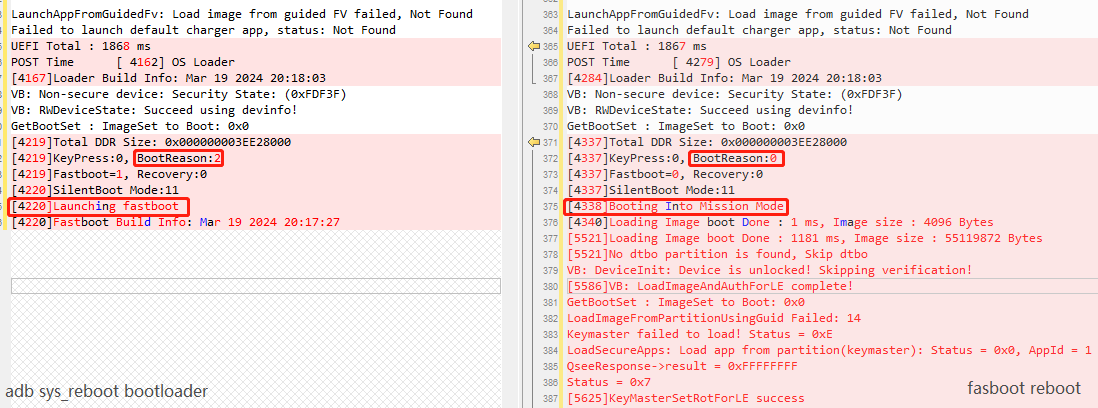 LaunchAppFromGuidedFv: Load image from guided FV failed, Not Found
Failed to launch default charger app, status: Not Found
UEFI Total : 1868 ms
POST Time [ 4162] OS Loader
[4167]Loader Build Info: Mar 19 2024 20:18:03
VB: Non-secure device: Security State: (0xFDF3F)
VB: RWDeviceState: Succeed using devinfo!
GetBootSet : ImageSet to Boot: 0x0
[4219]Total DDR Size: 0x000000003EE28000
[4219]KeyPress:0, BootReason:2
[4219]Fastboot=1, Recovery:0
[4220]SilentBoot Mode:11
[4220]Launching fastboot
[4220]Fastboot Build Info: Mar 19 2024 20:17:27
adb sys_reboot bootloader
363 LaunchAppFromGuidedFv: Load image from guided FV failed, Not Found
364 Failed to launch default charger app, status: Not Found
365 UEFI Total : 1867 ms
366 POST Time [ 4279] OS Loader
367 [4284]Loader Build Info: Mar 19 2024 20:18:03
368 VB: Non-secure device: Security State: (0xFDF3F)
369 VB: RWDeviceState: Succeed using devinfo!
370 GetBootSet : ImageSet to Boot: 0x0
371 [4337]Total DDR Size: 0x000000003EE28000
372 [4337]KeyPress:0, BootReason:0
373 [4337]Fastboot=0, Recovery:0
374 [4337]SilentBoot Mode:11
375 [4338]Booting Into Mission Mode
376 [4340]Loading Image boot Done : 1 ms, Image size : 4096 Bytes
377 [5521]Loading Image boot Done : 1181 ms, Image size : 55119872 Bytes
378 [5521]No dtbo partition is found, Skip dtbo
379 VB: DeviceInit: Device is unlocked! Skipping verification!
380 [5586]VB: LoadImageAndAuthForLE complete!
381 GetBootSet : ImageSet to Boot: 0x0
382 LoadImageFromPartitionUsingGuid Failed: 14
383 Keymaster failed to load! Status = 0xE
384 LoadSecureApps: Load app from partition(keymaster): Status = 0x0, AppId = 1
385 QseeResponse->result = 0xFFFFFFFF
386 Status = 0x7
387 [5625]KeyMasterSetRotForLE success
fasboot reboot